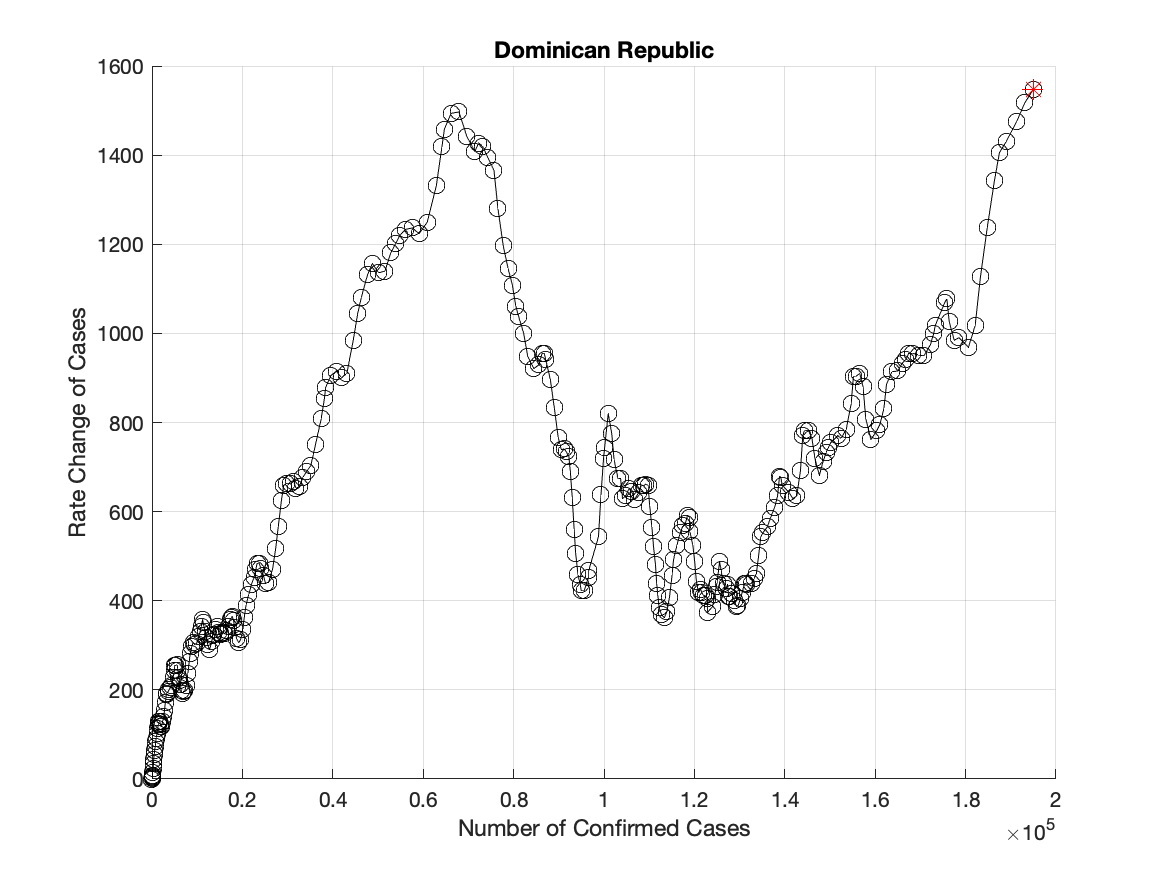 Dominican Republic
1600
1400
1200
1000
800
600
400
200
0
Rate Change of Cases
0 0.2 0.4 0.6 0.8 1 1.2 1.4 1.6 1.8 2
Number of Confirmed Cases
×10⁵